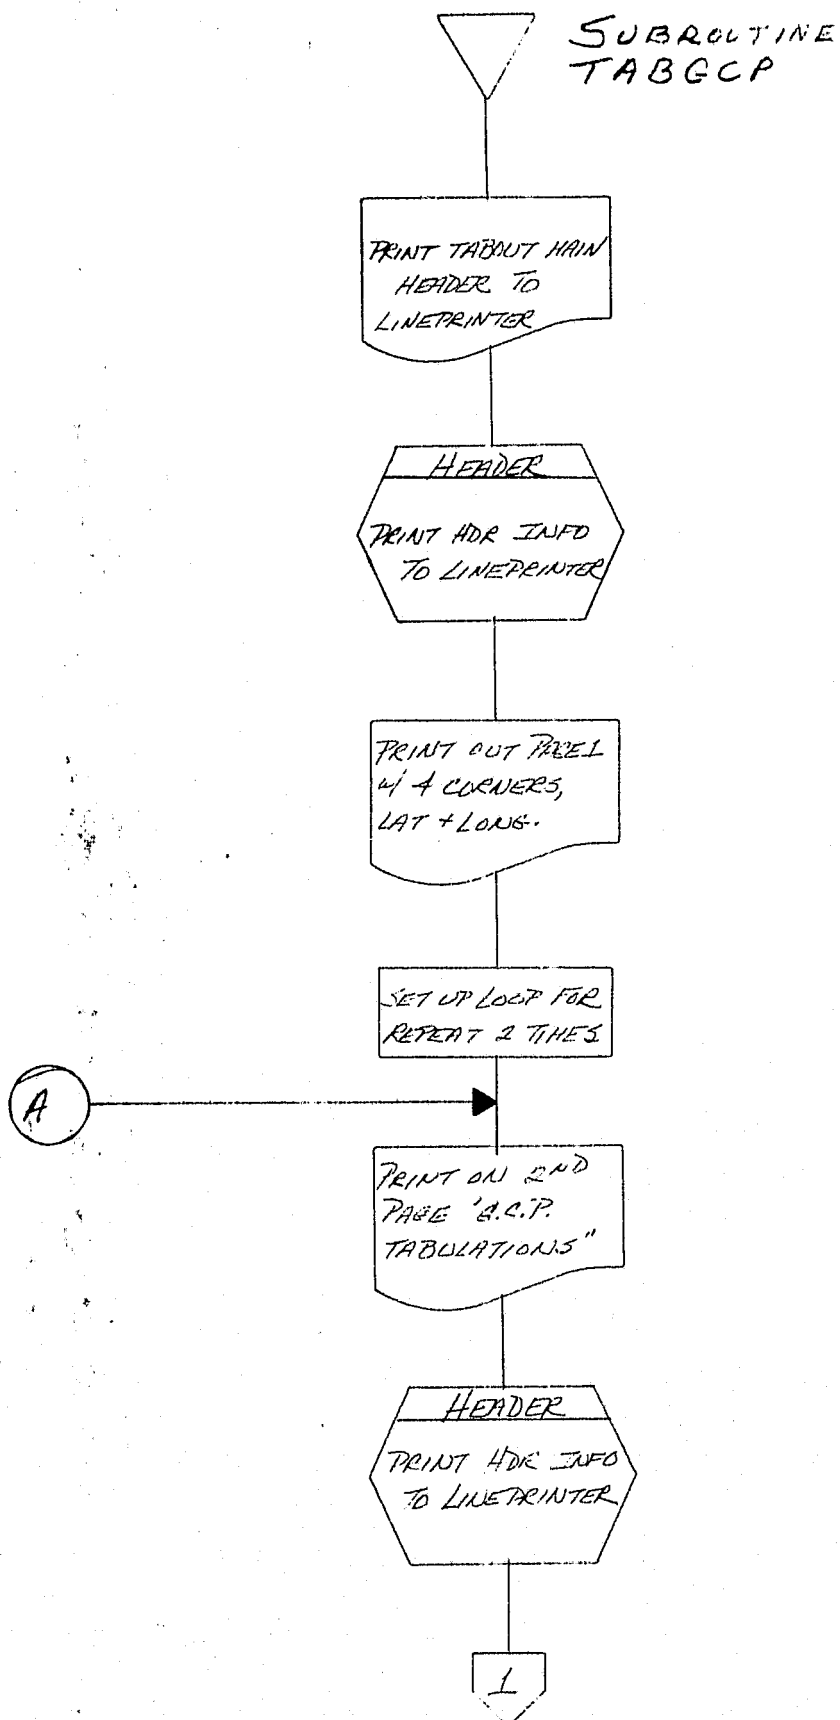 SUBROUTINE
TABGCP
PRINT TABOUT MAIN
HEADER TO
LINEPRINTER
HEADER
PRINT HDR INFO
TO LINEPRINTER
PRINT OUT PAGE 1
W/ 4 CORNERS,
LAT + LONG.
SET UP LOOP FOR
REPEAT 2 TIMES
A
PRINT ON 2ND
PAGE 'G.C.P.
TABULATIONS"
HEADER
PRINT HDR INFO
TO LINEPRINTER
1